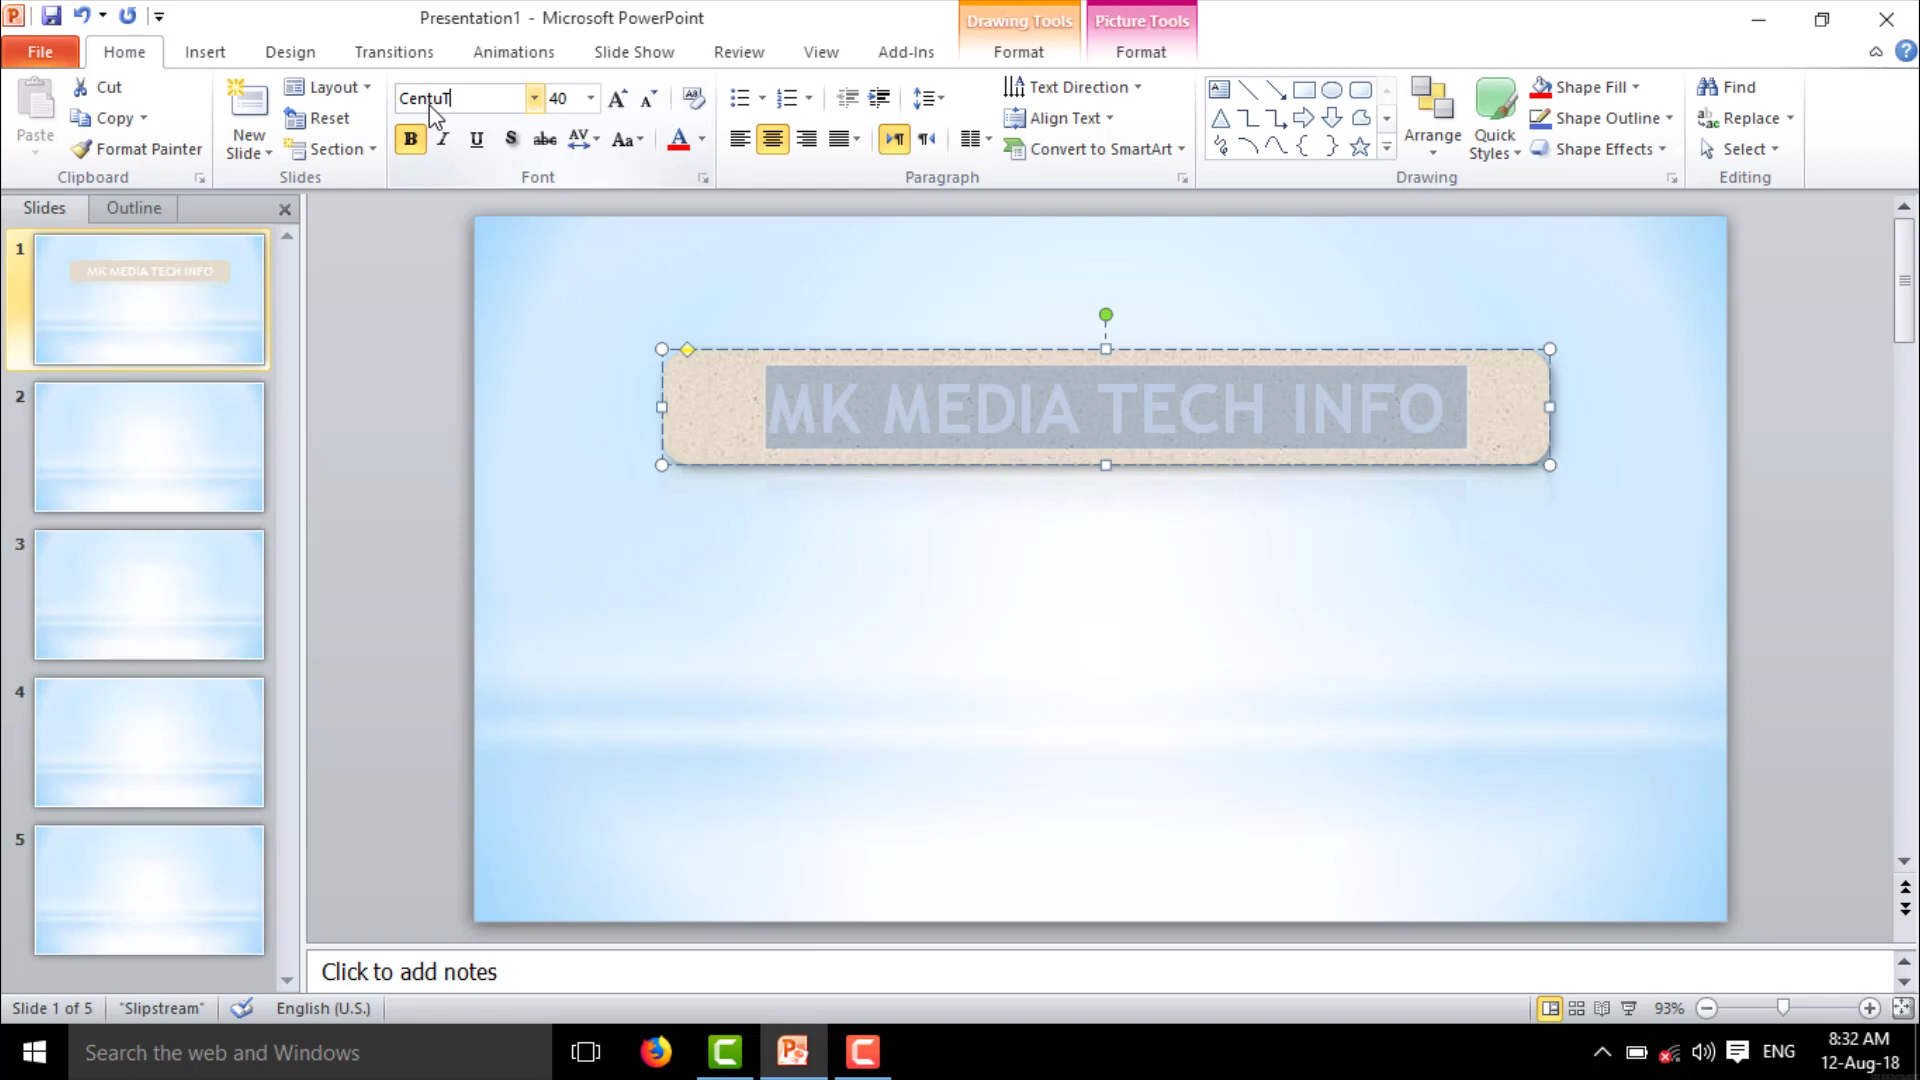 Presentation1 - Microsoft PowerPoint
Drawing Tools
Picture Tools
File
Home
Insert
Design
Transitions
Animations
Slide Show
Review
View
Add-Ins
Format
Format
Paste
Cut
Copy
Format Painter
Clipboard
New
Slide
Layout
Reset
Section
Slides
CentuT
40
B I U S abc AV Aa A
Font
Text Direction
Align Text
Convert to SmartArt
Paragraph
Arrange
Quick
Styles
Shape Fill
Shape Outline
Shape Effects
Drawing
Find
Replace
Select
Editing
Slides
Outline
1
MK MEDIA TECH INFO
2
3
4
5
MK MEDIA TECH INFO
Click to add notes
Slide 1 of 5
"Slipstream"
English (U.S.)
93%
Search the web and Windows
ENG
8:32 AM
12-Aug-18